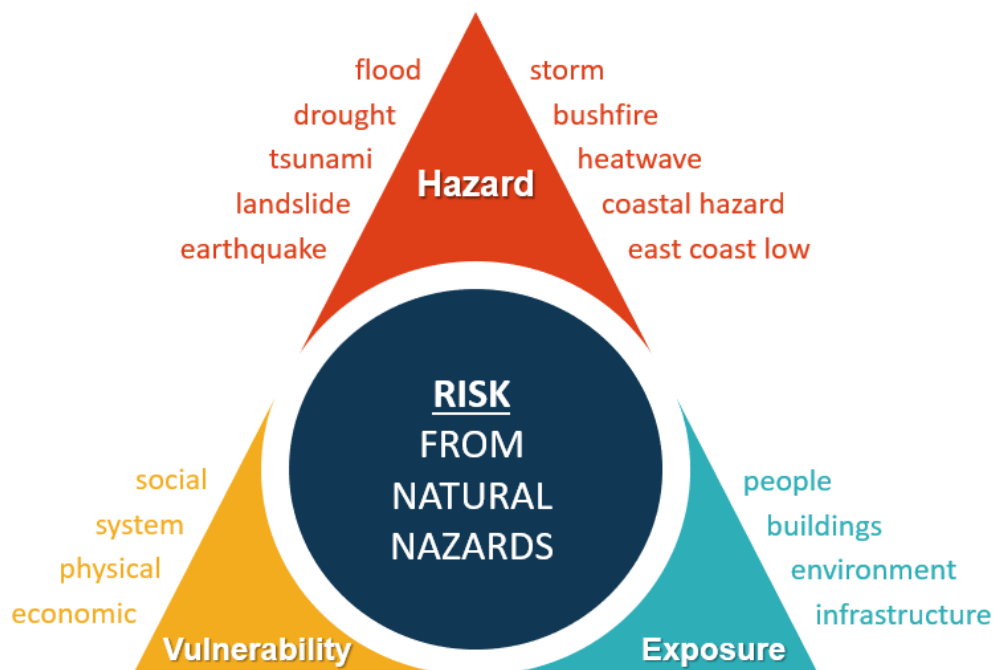 flood
storm
drought
bushfire
tsunami
heatwave
Hazard
landslide
coastal hazard
earthquake
east coast low
RISK
FROM
NATURAL
NAZARDS
social
system
physical
economic
Vulnerability
people
buildings
environment
infrastructure
Exposure